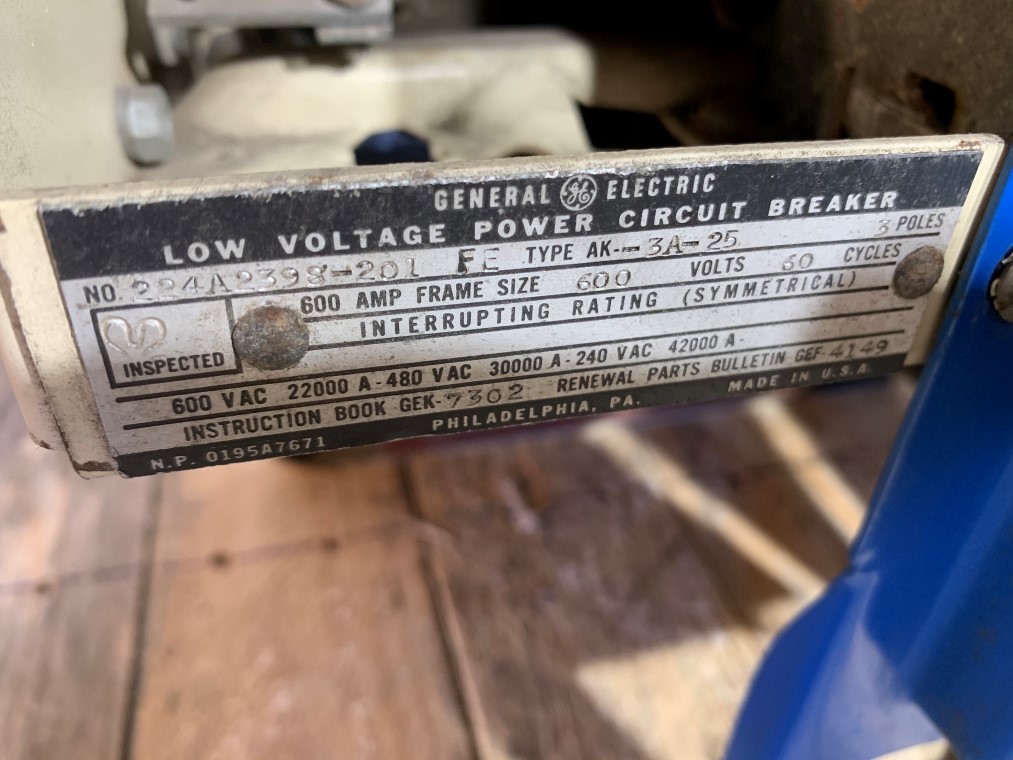 GENERAL GE ELECTRIC
LOW VOLTAGE POWER CIRCUIT BREAKER
NO. 224A2398-201 FE TYPE AK--3A-25 3 POLES
600 AMP FRAME SIZE 600 VOLTS 60 CYCLES
INTERRUPTING RATING (SYMMETRICAL)
INSPECTED
600 VAC 22000 A-480 VAC 30000 A-240 VAC 42000 A-
INSTRUCTION BOOK GEK-7302 RENEWAL PARTS BULLETIN GEF-4149
N.P. 0195A7671 PHILADELPHIA, PA. MADE IN U.S.A.